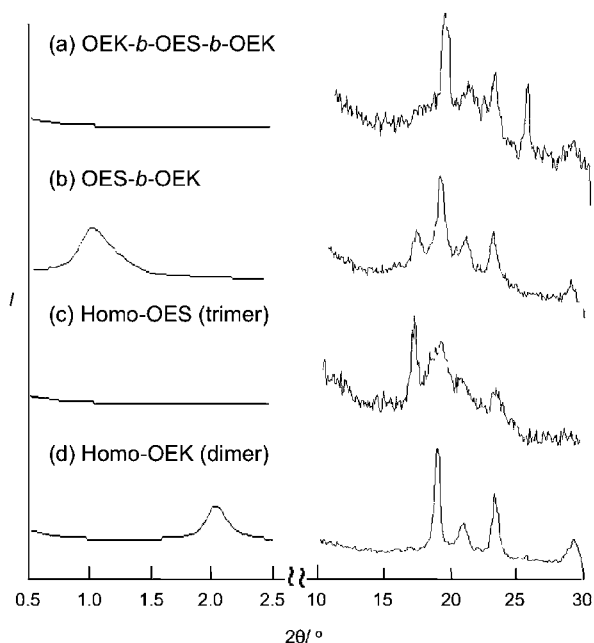 (a) OEK-b-OES-b-OEK
(b) OES-b-OEK
I
(c) Homo-OES (trimer)
(d) Homo-OEK (dimer)
0.5 1.0 1.5 2.0 2.5 10 15 20 25 30
2θ/ °